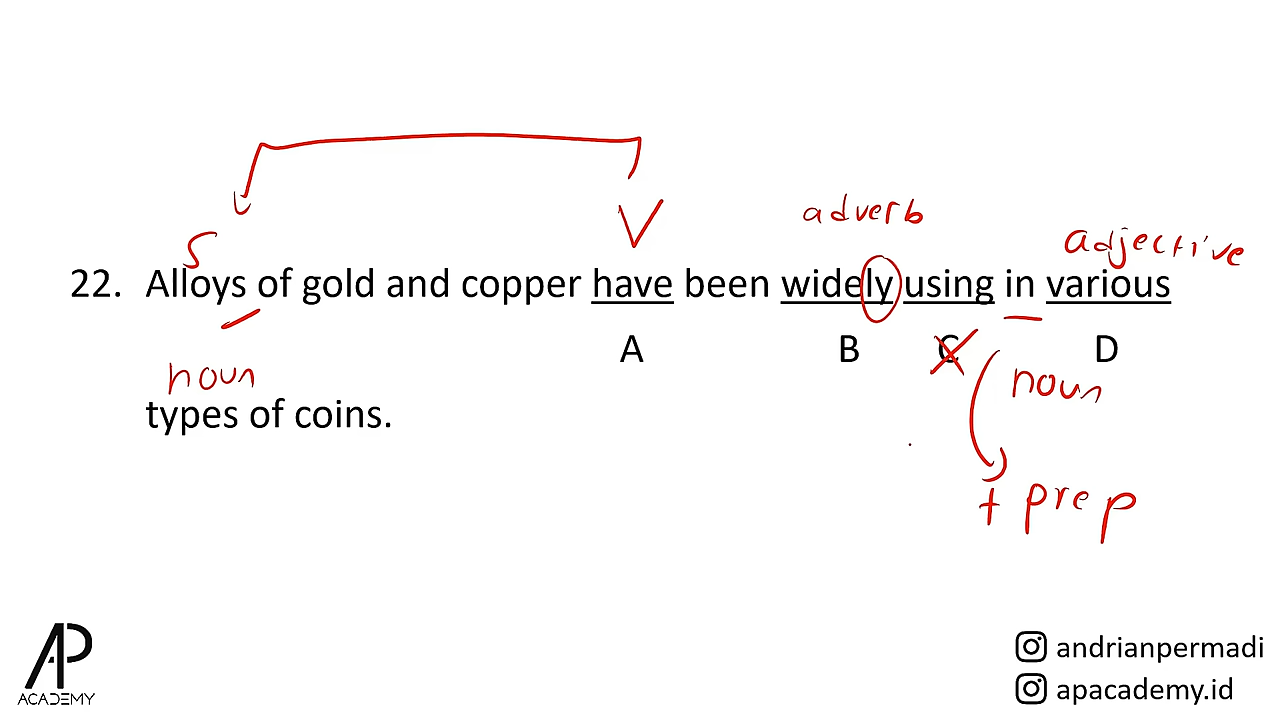 S
V
adverb
adjective
22. Alloys of gold and copper have been widely using in various
A B C D
noun
noun
types of coins.
+ prep
AP
ACADEMY
andrianpermadi
apacademy.id